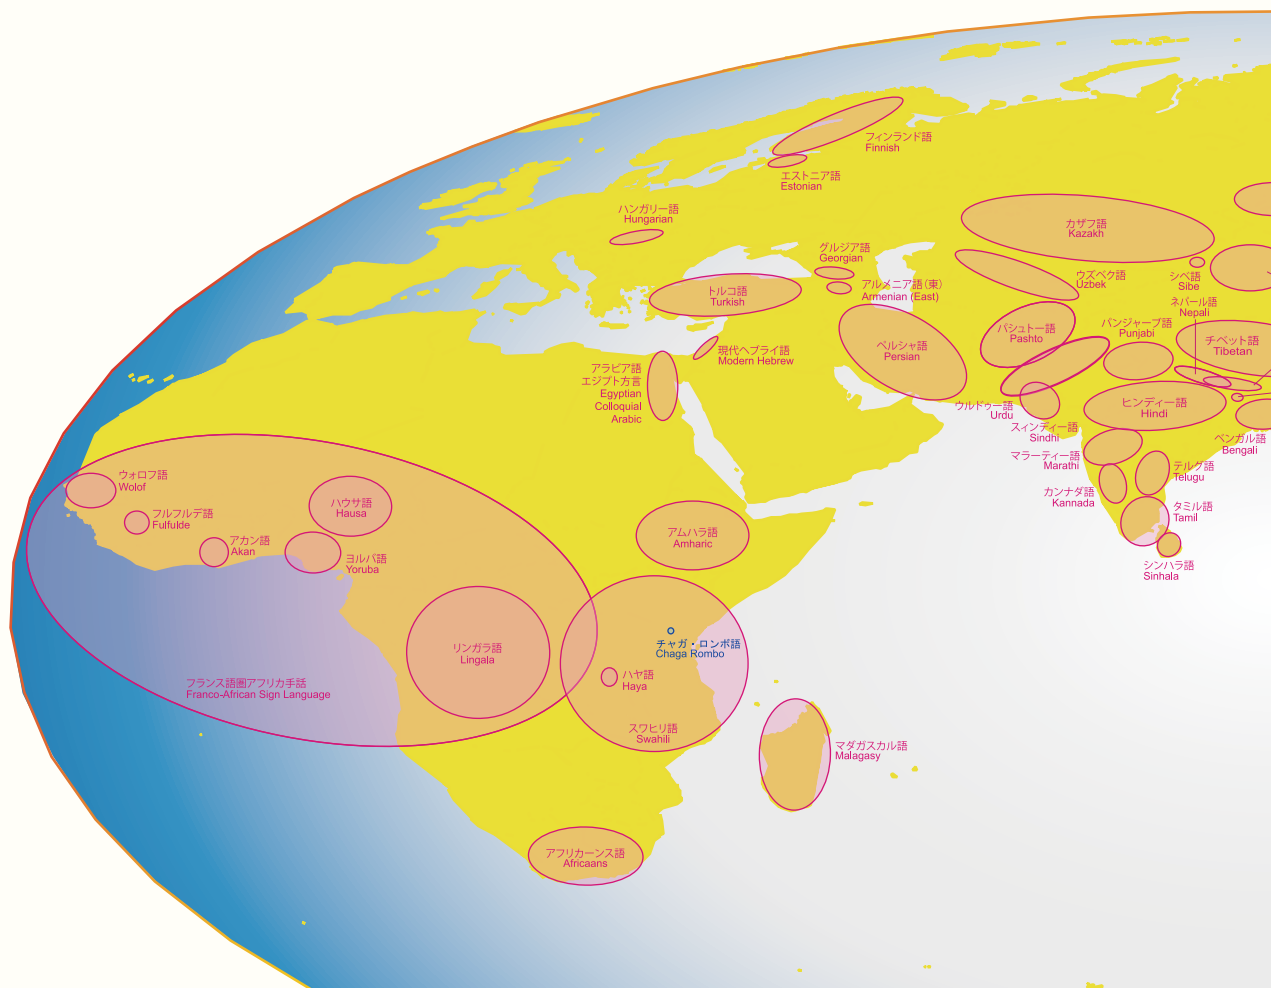 フィンランド語
Finnish
エストニア語
Estonian
ハンガリー語
Hungarian
カザフ語
Kazakh
グルジア語
Georgian
アルメニア語(東)
Armenian (East)
ウズベク語
Uzbek
シベ語
Sibe
ネパール語
Nepali
トルコ語
Turkish
パシュトー語
Pashto
パンジャーブ語
Punjabi
チベット語
Tibetan
現代ヘブライ語
Modern Hebrew
ペルシャ語
Persian
アラビア語
エジプト方言
Egyptian
Colloquial
Arabic
ウルドゥー語
Urdu
ヒンディー語
Hindi
スィンディー語
Sindhi
ベンガル語
Bengali
マラーティー語
Marathi
テルグ語
Telugu
カンナダ語
Kannada
タミル語
Tamil
シンハラ語
Sinhala
ウォロフ語
Wolof
フルフルデ語
Fulfulde
ハウサ語
Hausa
アカン語
Akan
ヨルバ語
Yoruba
アムハラ語
Amharic
リンガラ語
Lingala
チャガ・ロンボ語
Chaga Rombo
ハヤ語
Haya
フランス語圏アフリカ手話
Franco-African Sign Language
スワヒリ語
Swahili
マダガスカル語
Malagasy
アフリカーンス語
Africaans